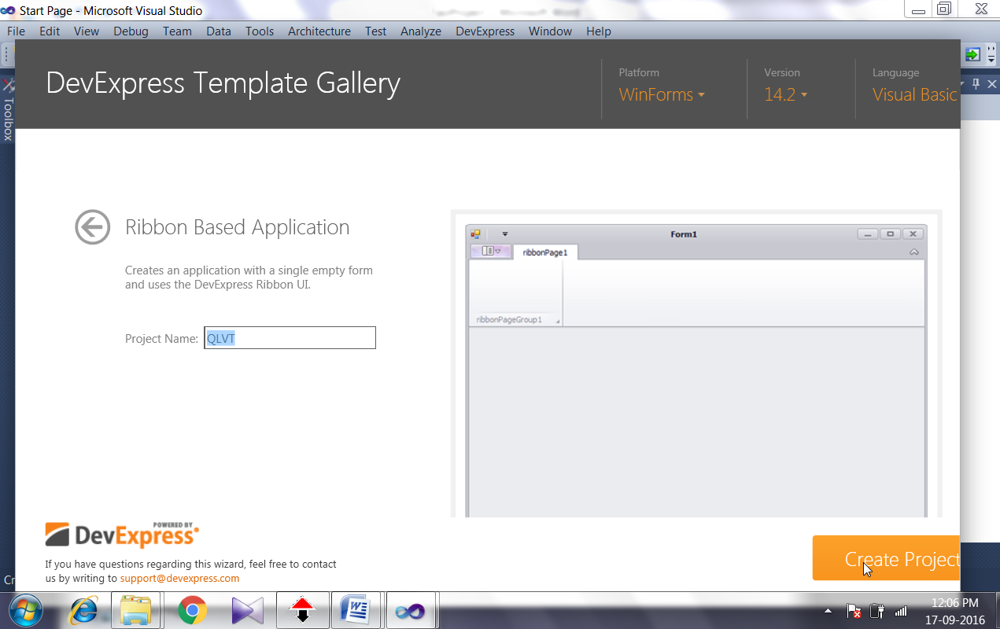 Start Page - Microsoft Visual Studio
File Edit View Debug Team Data Tools Architecture Test Analyze DevExpress Window Help
DevExpress Template Gallery
Platform
WinForms
Version
14.2
Language
Visual Basic
Toolbox
Ribbon Based Application
Creates an application with a single empty form
and uses the DevExpress Ribbon UI.
Project Name: QLVT
Form1
ribbonPage1
ribbonPageGroup1
POWERED BY
DevExpress
If you have questions regarding this wizard, feel free to contact
us by writing to support@devexpress.com
Create Project
Cr
12:06 PM
17-09-2016